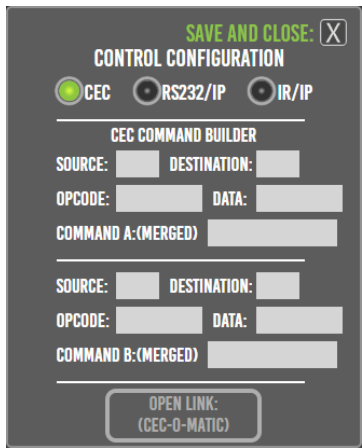 SAVE AND CLOSE: X
CONTROL CONFIGURATION
CEC RS232/IP IR/IP
CEC COMMAND BUILDER
SOURCE: DESTINATION:
OPCODE: DATA:
COMMAND A:(MERGED)
SOURCE: DESTINATION:
OPCODE: DATA:
COMMAND B:(MERGED)
OPEN LINK:
(CEC-O-MATIC)